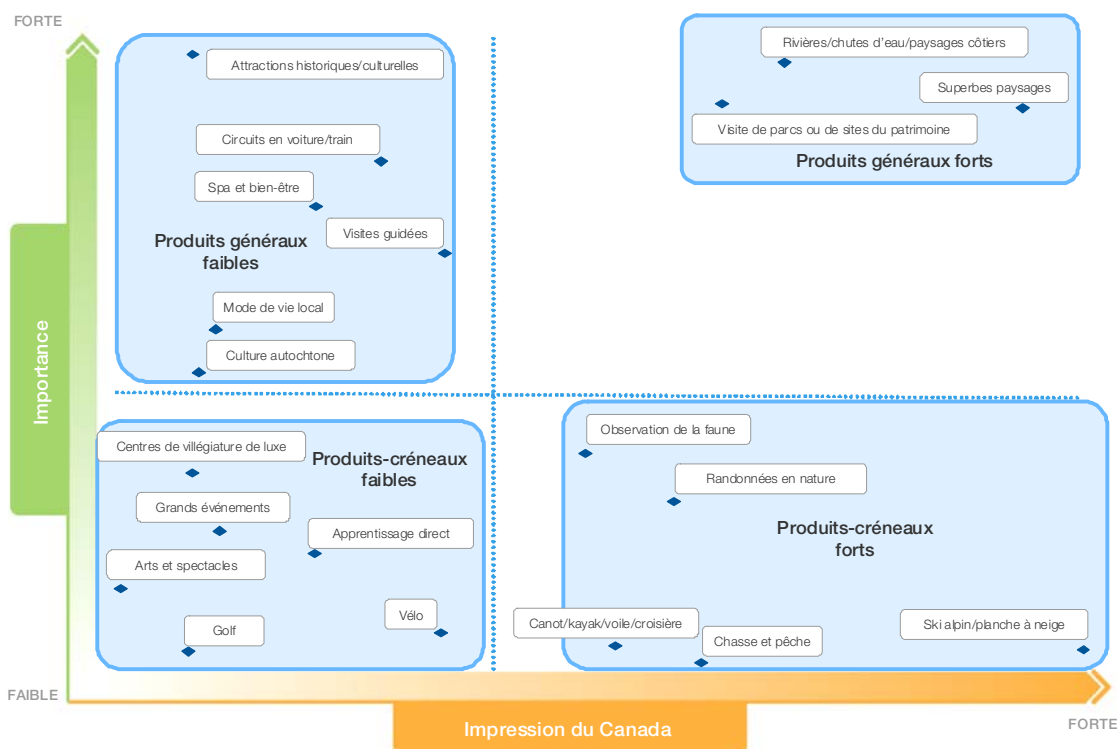 FORTE
Attractions historiques/culturelles
Circuits en voiture/train
Spa et bien-être
Visites guidées
Produits généraux
faibles
Mode de vie local
Culture autochtone
Rivières/chutes d'eau/paysages côtiers
Superbes paysages
Visite de parcs ou de sites du patrimoine
Produits généraux forts
Importance
Centres de villégiature de luxe
Produits-créneaux
faibles
Grands événements
Apprentissage direct
Arts et spectacles
Vélo
Golf
Observation de la faune
Randonnées en nature
Produits-créneaux
forts
Canot/kayak/voile/croisière
Chasse et pêche
Ski alpin/planche à neige
FAIBLE
Impression du Canada
FORTE